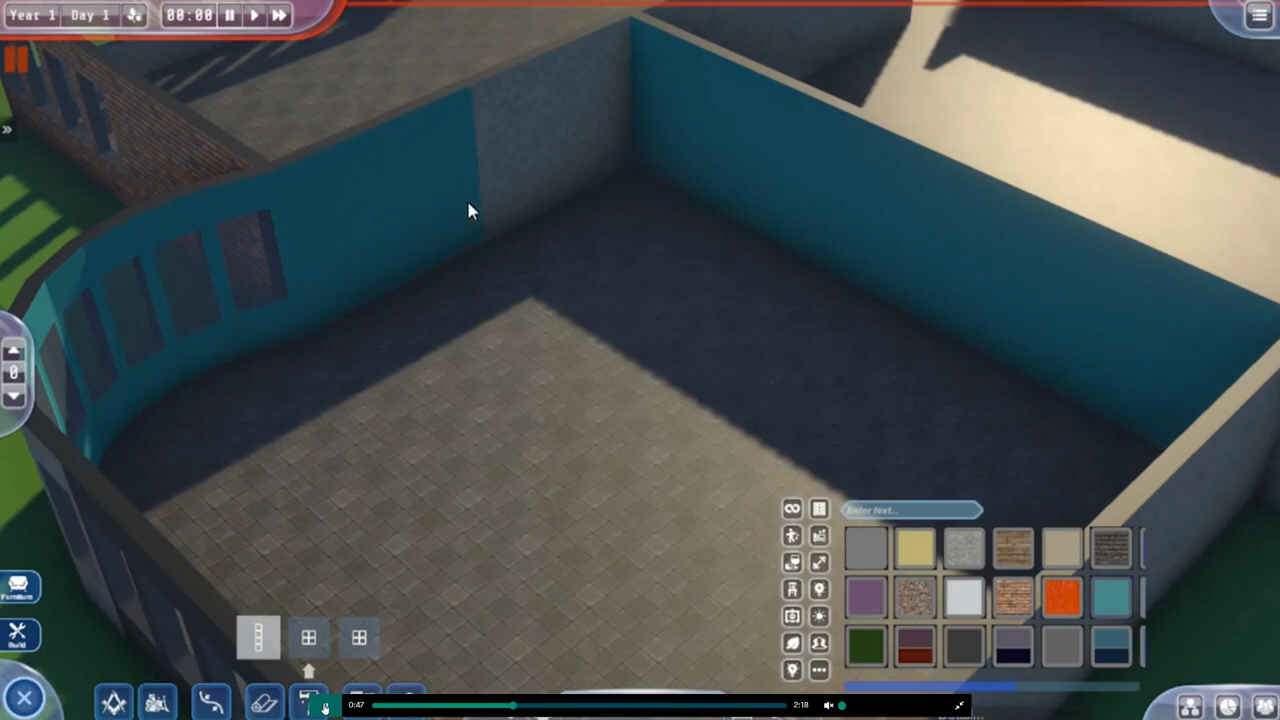 Year 1 Day 1 00:00
0
Enter text...
Furniture
Build
0:47 2:18